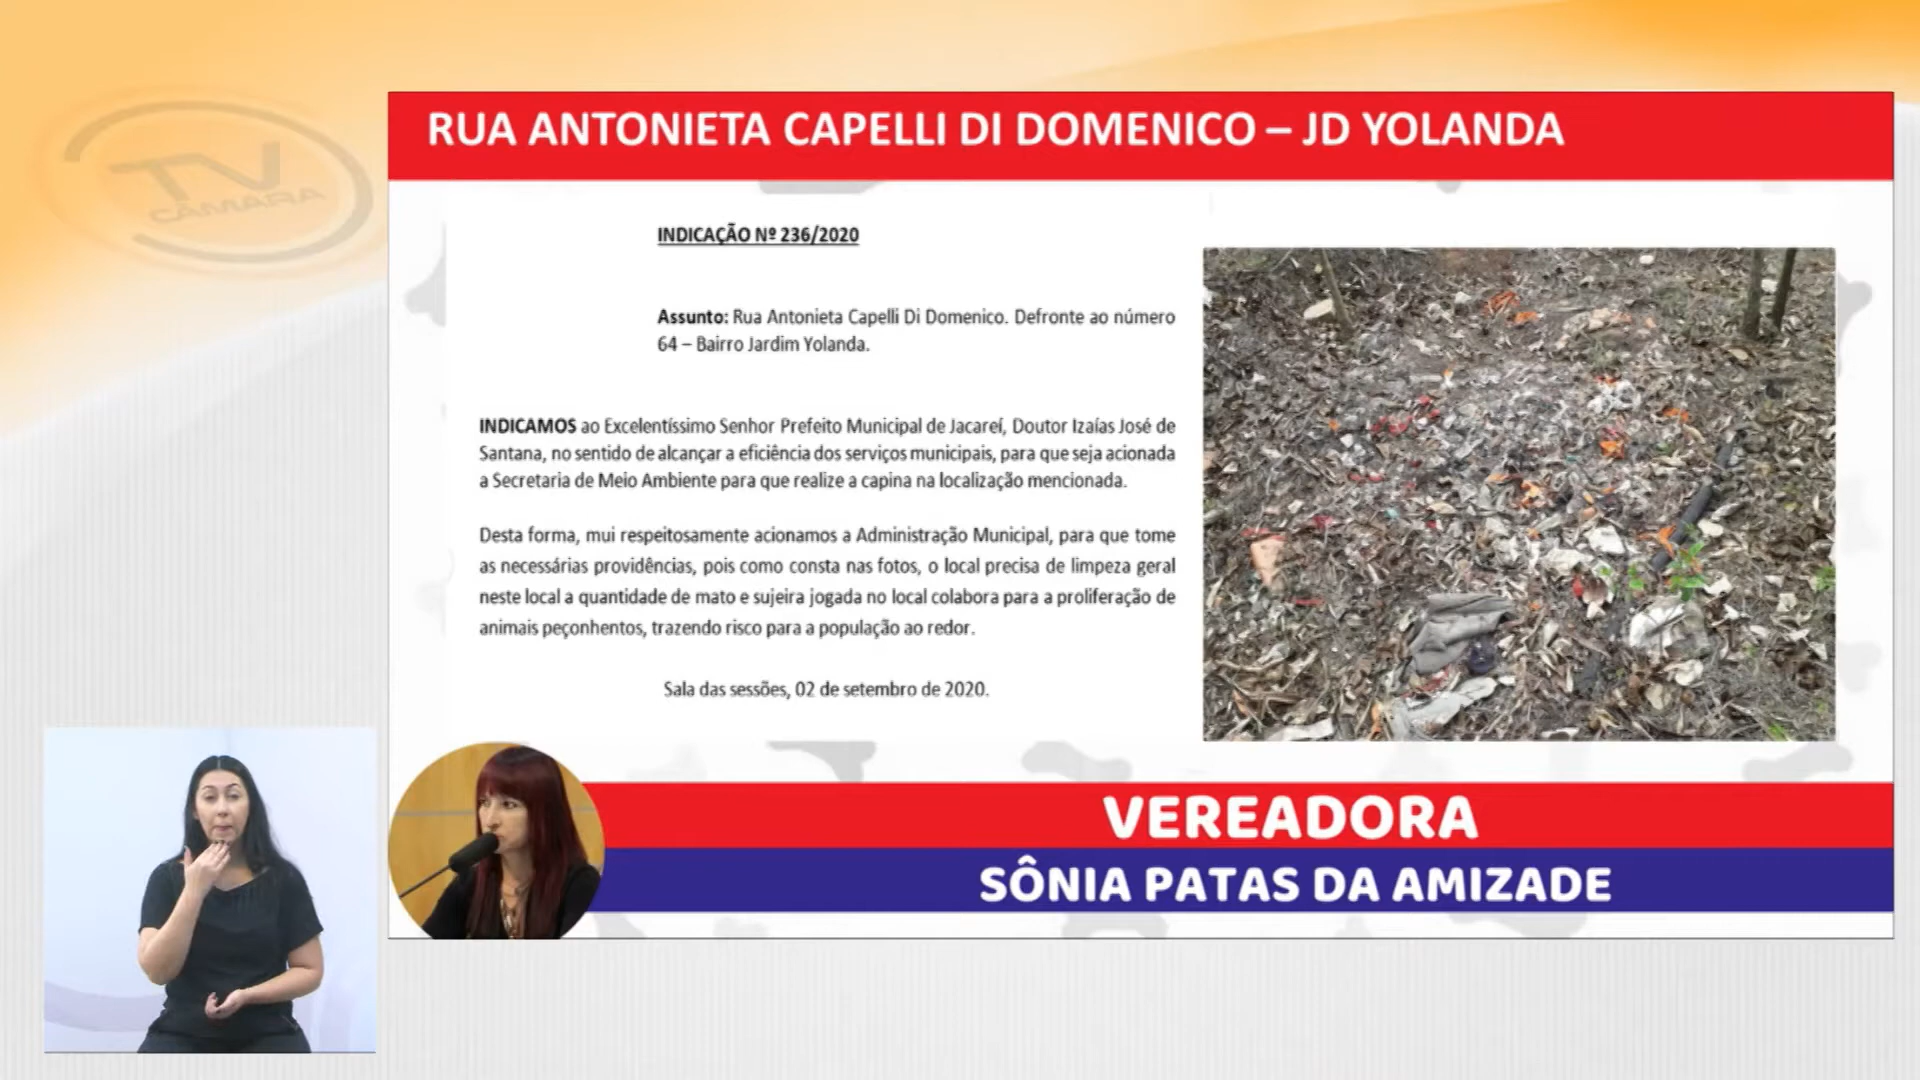 TV
CÂMARA
RUA ANTONIETA CAPELLI DI DOMENICO – JD YOLANDA
INDICAÇÃO Nº 236/2020
Assunto: Rua Antonieta Capelli Di Domenico. Defronte ao número
64 – Bairro Jardim Yolanda.
INDICAMOS ao Excelentíssimo Senhor Prefeito Municipal de Jacareí, Doutor Izaías José de
Santana, no sentido de alcançar a eficiência dos serviços municipais, para que seja acionada
a Secretaria de Meio Ambiente para que realize a capina na localização mencionada.
Desta forma, mui respeitosamente acionamos a Administração Municipal, para que tome
as necessárias providências, pois como consta nas fotos, o local precisa de limpeza geral
neste local a quantidade de mato e sujeira jogada no local colabora para a proliferação de
animais peçonhentos, trazendo risco para a população ao redor.
Sala das sessões, 02 de setembro de 2020.
VEREADORA
SÔNIA PATAS DA AMIZADE